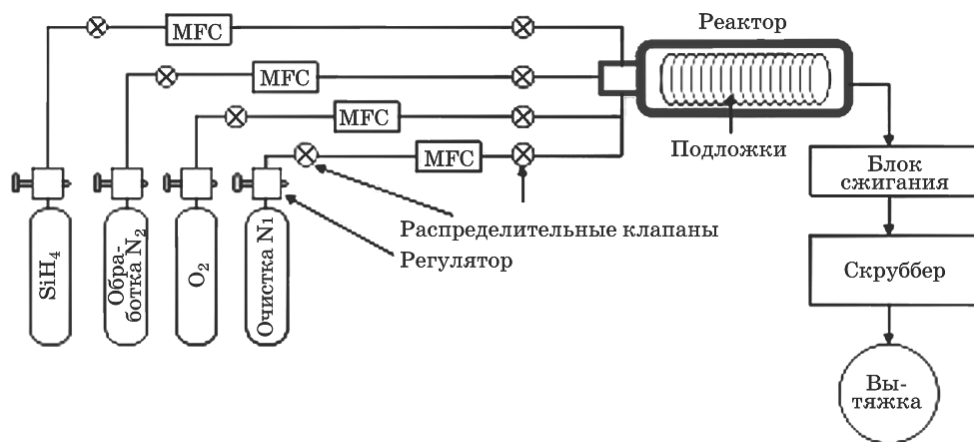 MFC
Реактор
MFC
MFC
Подложки
MFC
Блок
сжигания
Распределительные клапаны
Регулятор
SiH₄
Обра-
ботка N₂
O₂
Очистка N₁
Скруббер
Вы-
тяжка